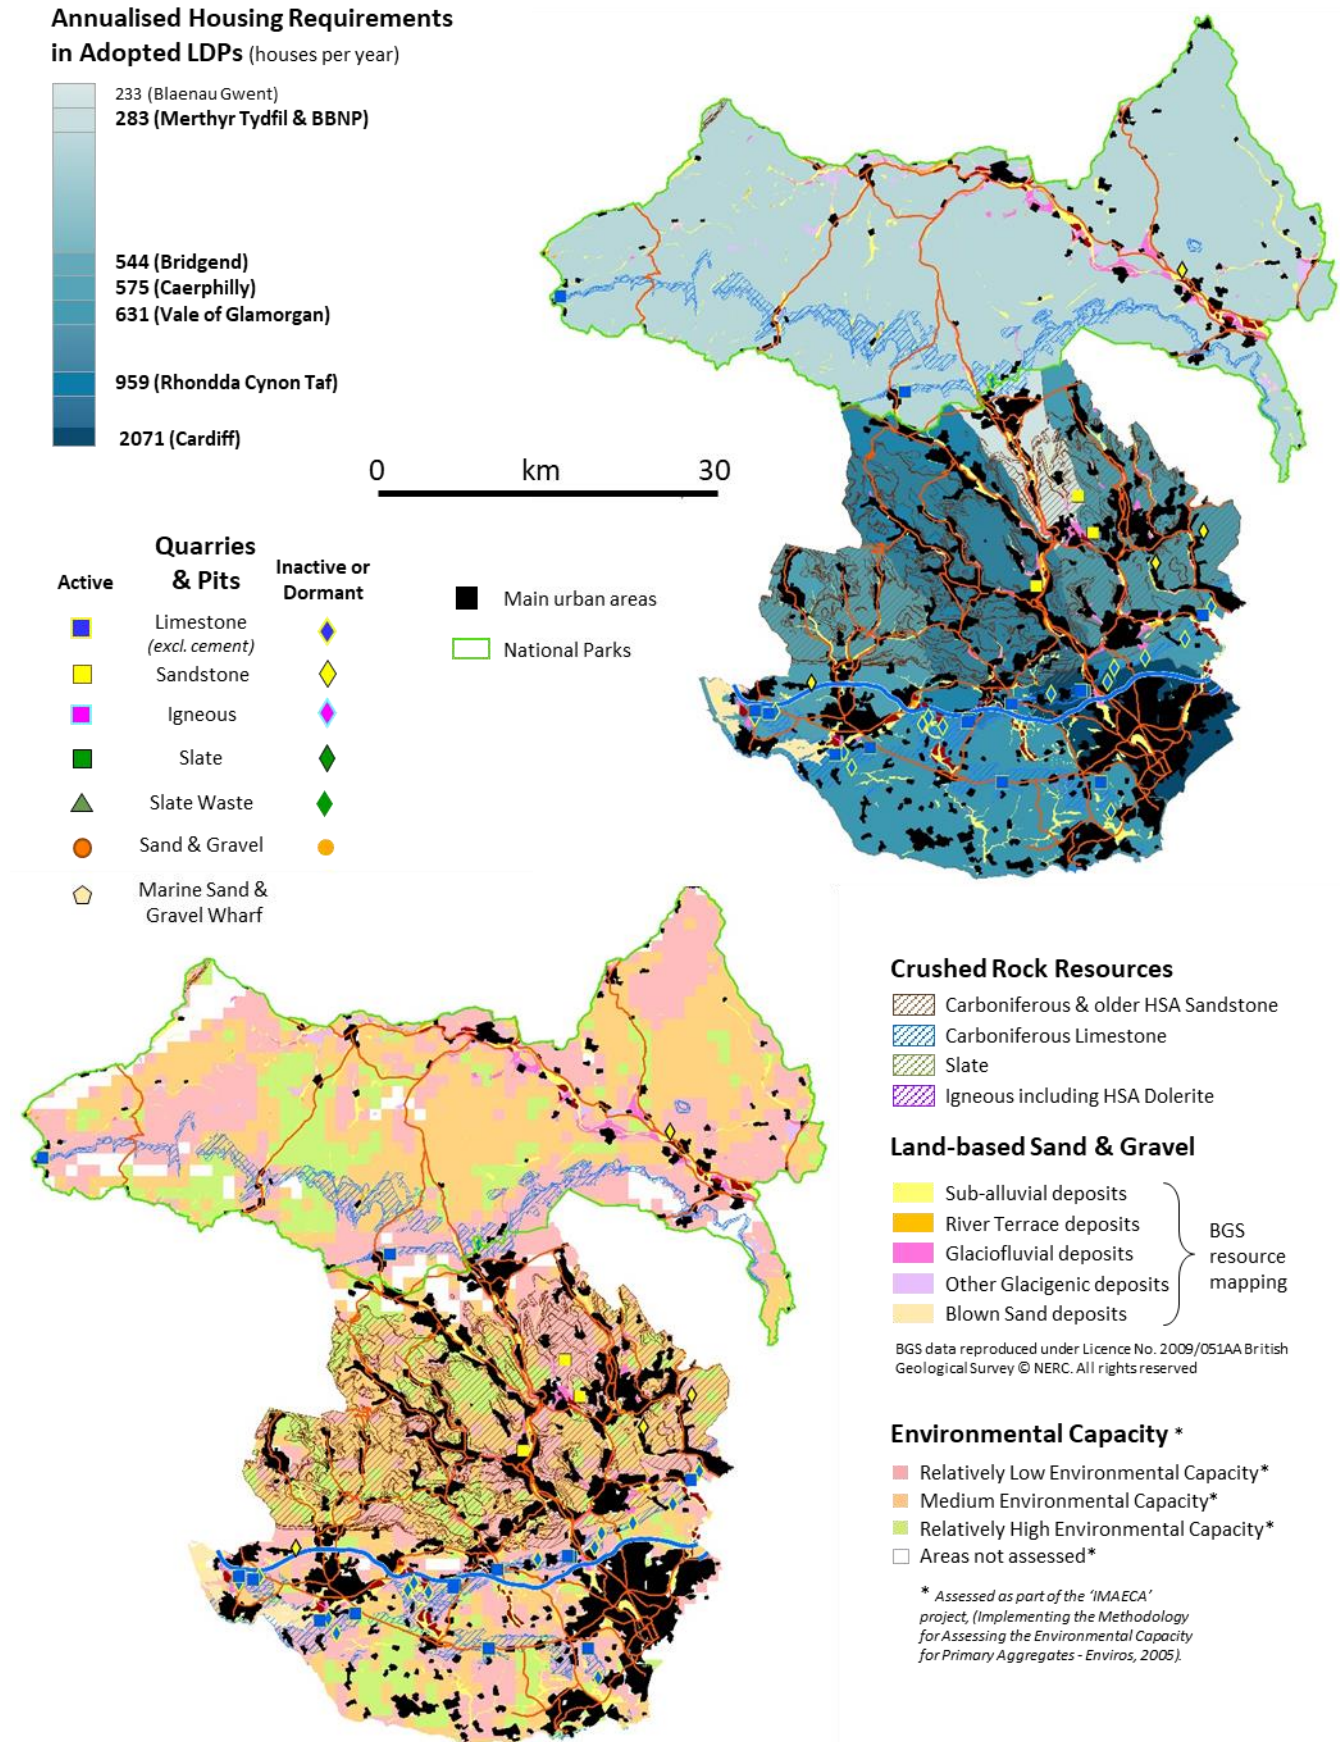 Annualised Housing Requirements
in Adopted LDPs (houses per year)
233 (Blaenau Gwent)
283 (Merthyr Tydfil & BBNP)
544 (Bridgend)
575 (Caerphilly)
631 (Vale of Glamorgan)
959 (Rhondda Cynon Taf)
2071 (Cardiff)
0 km 30
Quarries
& Pits
Active
Inactive or
Dormant
Limestone
(excl. cement)
Sandstone
Igneous
Slate
Slate Waste
Sand & Gravel
Marine Sand &
Gravel Wharf
Main urban areas
National Parks
Crushed Rock Resources
Carboniferous & older HSA Sandstone
Carboniferous Limestone
Slate
Igneous including HSA Dolerite
Land-based Sand & Gravel
Sub-alluvial deposits
River Terrace deposits
Glaciofluvial deposits
Other Glacigenic deposits
Blown Sand deposits
BGS
resource
mapping
BGS data reproduced under Licence No. 2009/051AA British
Geological Survey © NERC. All rights reserved
Environmental Capacity *
Relatively Low Environmental Capacity*
Medium Environmental Capacity*
Relatively High Environmental Capacity*
Areas not assessed*
* Assessed as part of the ‘IMAECA’
project, (Implementing the Methodology
for Assessing the Environmental Capacity
for Primary Aggregates - Enviros, 2005).